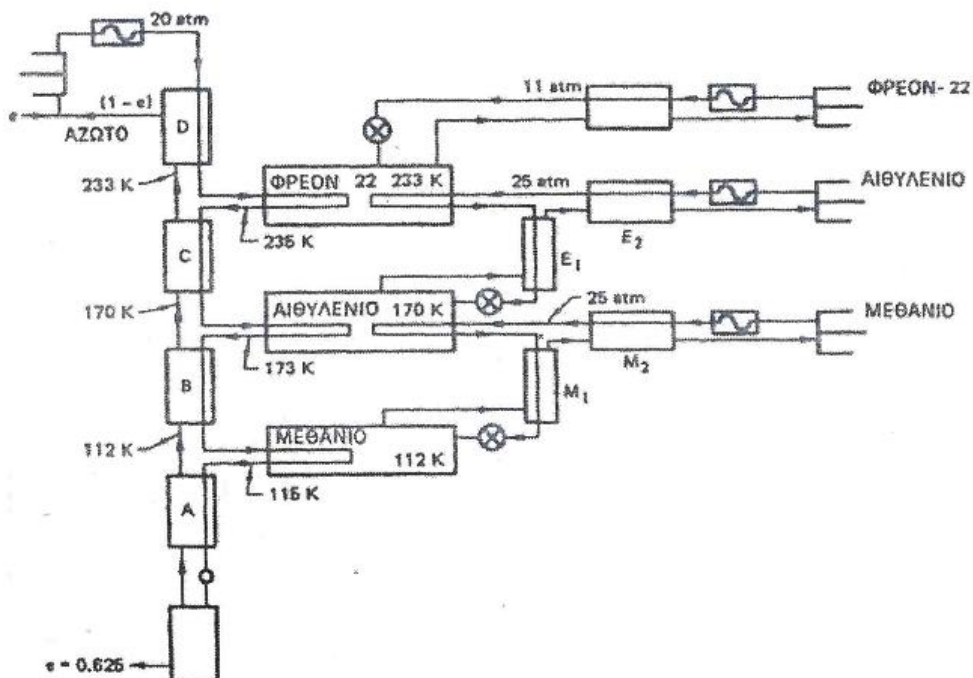 20 atm
ΦΡΕΟΝ- 22
11 atm
e
(1 - e)
ΑΖΩΤΟ
D
233 K
ΦΡΕΟΝ 22 233 K
25 atm
ΑΙΘΥΛΕΝΙΟ
E2
235 K
C
E1
170 K
ΑΙΘΥΛΕΝΙΟ 170 K
25 atm
ΜΕΘΑΝΙΟ
M2
173 K
B
M1
112 K
ΜΕΘΑΝΙΟ
112 K
115 K
A
e = 0.625